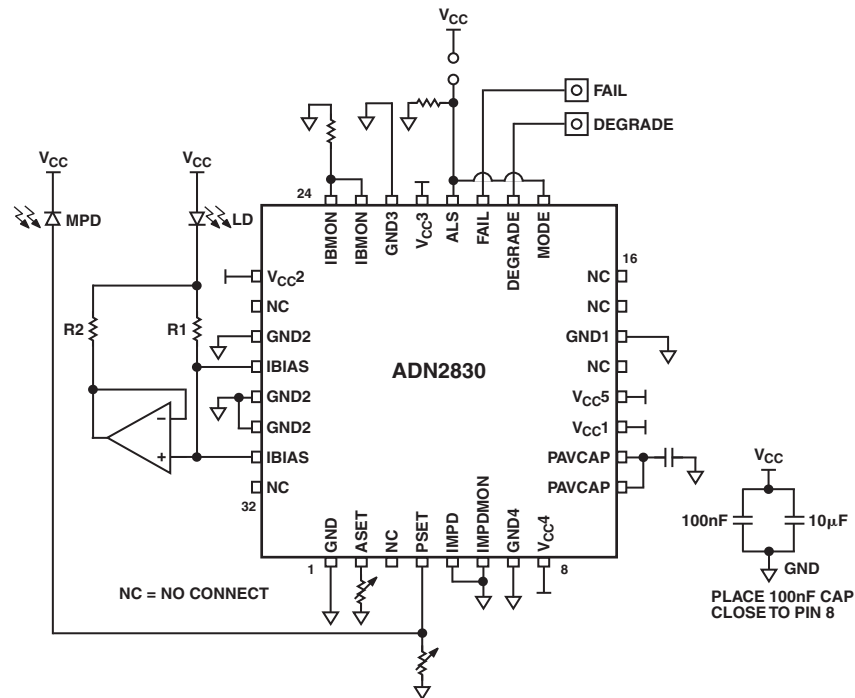 VCC
FAIL
DEGRADE
VCC
VCC
MPD
LD
24
IBMON
IBMON
GND3
VCC3
ALS
FAIL
DEGRADE
MODE
16
VCC2
NC
GND2
IBIAS
GND2
GND2
IBIAS
NC
32
R2
R1
−
+
ADN2830
NC
NC
GND1
NC
VCC5
VCC1
PAVCAP
PAVCAP
1
GND
ASET
NC
PSET
IMPD
IMPDMON
GND4
VCC4
8
NC = NO CONNECT
VCC
100nF
10μF
GND
PLACE 100nF CAP
CLOSE TO PIN 8